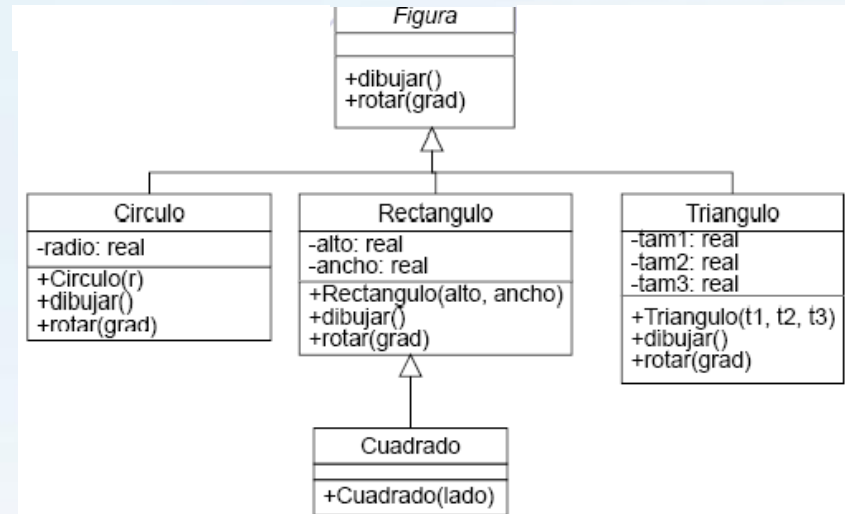 Figura
+dibujar()
+rotar(grad)
Circulo
-radio: real
+Circulo(r)
+dibujar()
+rotar(grad)
Rectangulo
-alto: real
-ancho: real
+Rectangulo(alto, ancho)
+dibujar()
+rotar(grad)
Triangulo
-tam1: real
-tam2: real
-tam3: real
+Triangulo(t1, t2, t3)
+dibujar()
+rotar(grad)
Cuadrado
+Cuadrado(lado)